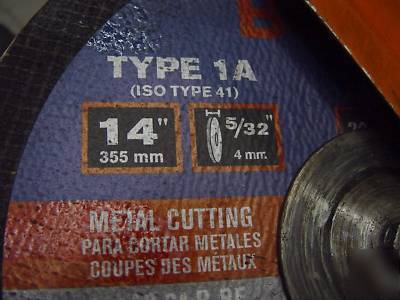 TYPE 1A
(ISO TYPE 41)
14"
355 mm
5/32"
4 mm.
METAL CUTTING
PARA CORTAR METALES
COUPES DES MÉTAUX